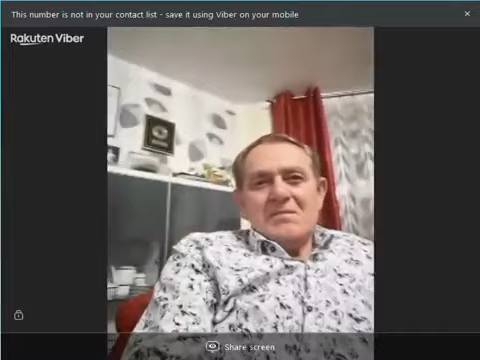 This number is not in your contact list - save it using Viber on your mobile
Rakuten Viber
Share screen